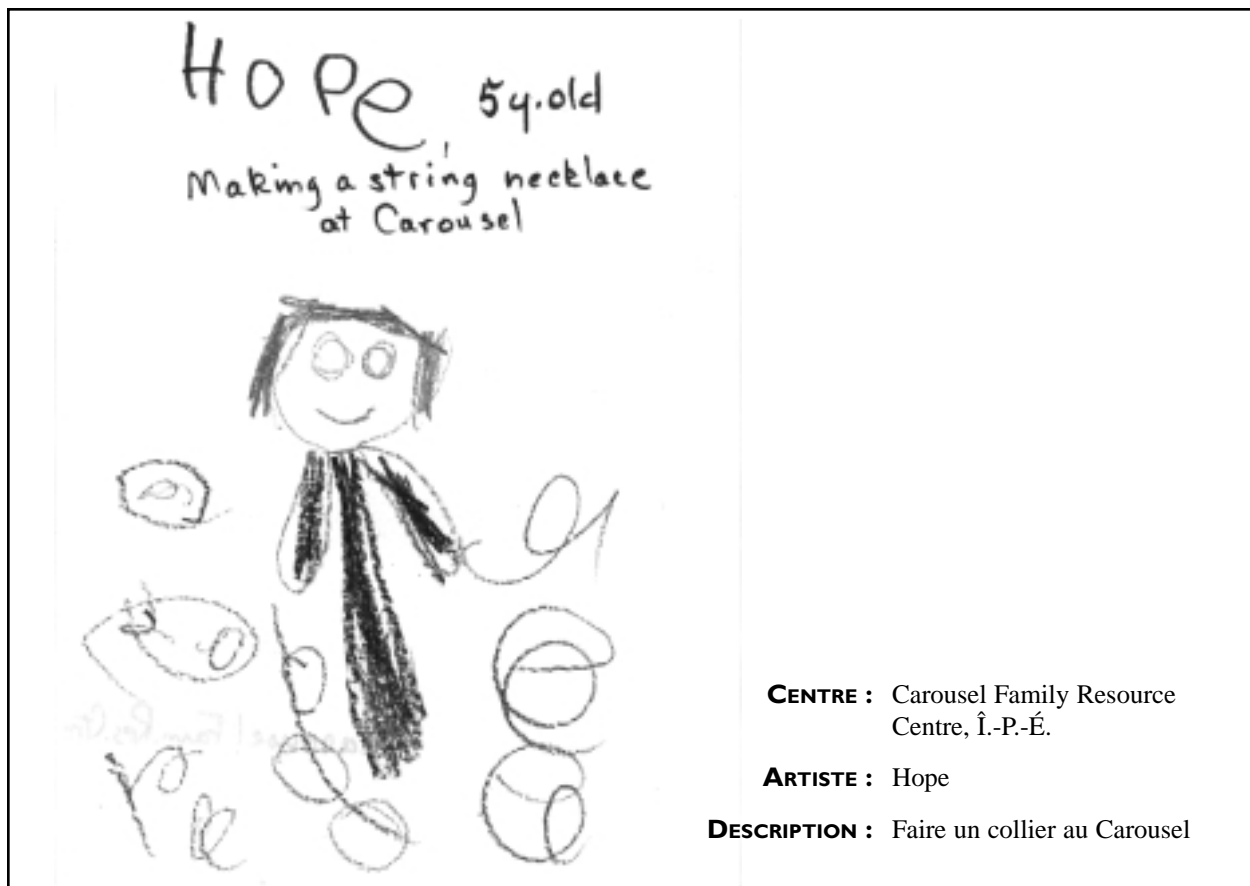 Hope, 5y.old
Making a string necklace
at Carousel
CENTRE : Carousel Family Resource
Centre, Î.-P.-É.
ARTISTE : Hope
DESCRIPTION : Faire un collier au Carousel